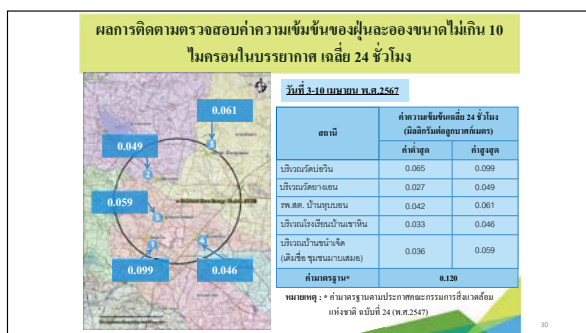 ผลการติดตามตรวจสอบค่าความเข้มข้นของฝุ่นละอองขนาดไม่เกิน 10
ไมครอนในบรรยากาศ เฉลี่ย 24 ชั่วโมง
วันที่ 3-10 เมษายน พ.ศ.2567
0.061
0.049
0.059
0.099
0.046
3
2
5
1
4
สถานี
ค่าความเข้มข้นเฉลี่ย 24 ชั่วโมง
(มิลลิกรัมต่อลูกบาศก์เมตร)
ค่าต่ำสุด ค่าสูงสุด
บริเวณวัดบ่อวิน 0.065 0.099
บริเวณวัดยางเอน 0.027 0.049
รพ.สต. บ้านหุบบอน 0.042 0.061
บริเวณโรงเรียนบ้านเขาหิน 0.033 0.046
บริเวณบ้านชนำเจ็ด
(เดิมชื่อ ชุมชนมาบเสมอ) 0.036 0.059
ค่ามาตรฐาน* 0.120
หมายเหตุ : * ค่ามาตรฐานตามประกาศคณะกรรมการสิ่งแวดล้อม
แห่งชาติ ฉบับที่ 24 (พ.ศ.2547)
30